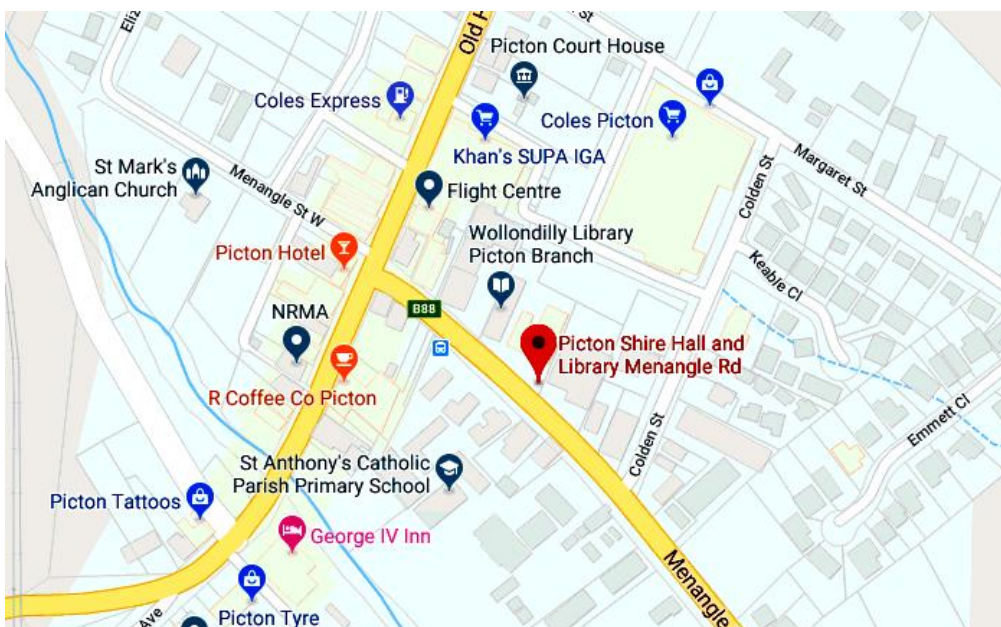 Eliz
Old H
St
Picton Court House
Coles Express
Coles Picton
Khan's SUPA IGA
Margaret St
St Mark's
Anglican Church
Menangle St W
Flight Centre
Colden St
Wollondilly Library
Picton Branch
Picton Hotel
Keable Cl
B88
NRMA
Picton Shire Hall and
Library Menangle Rd
R Coffee Co Picton
Emmett Cl
Colden St
St Anthony's Catholic
Parish Primary School
Picton Tattoos
George IV Inn
Menangle
Picton Tyre
Ave